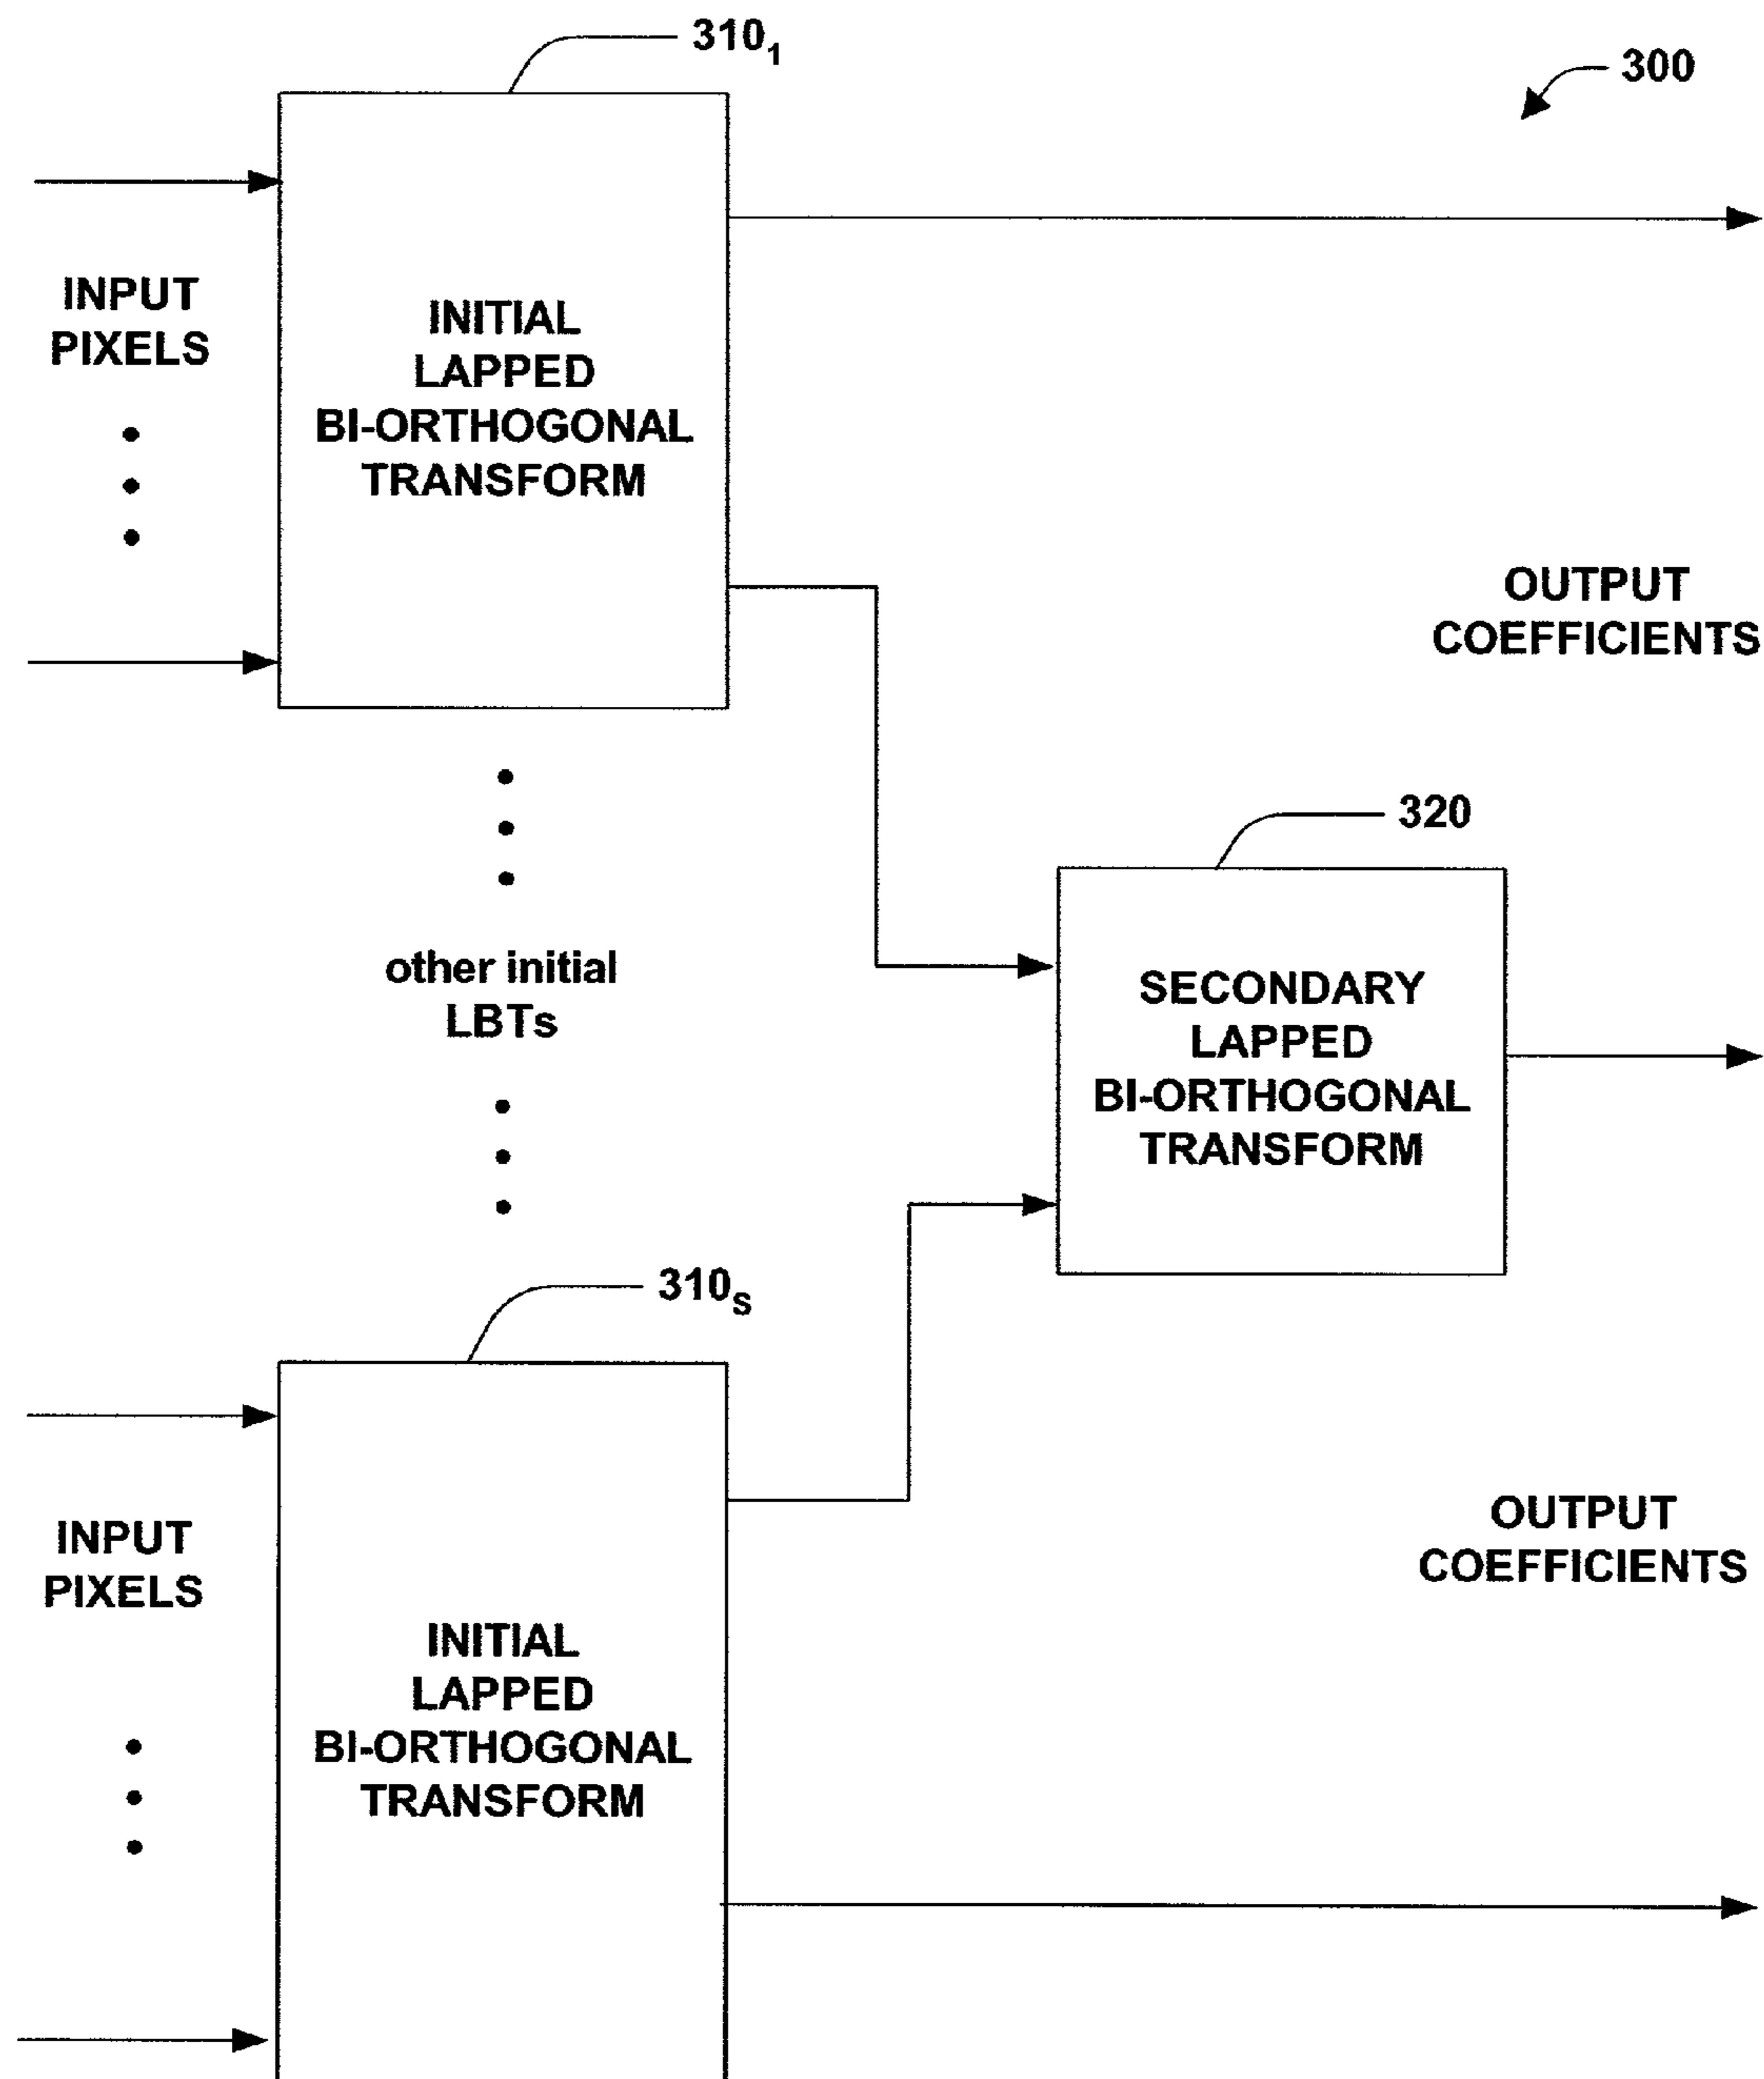 310₁
300
INPUT
PIXELS
INITIAL
LAPPED
BI-ORTHOGONAL
TRANSFORM
OUTPUT
COEFFICIENTS
320
other initial
LBTs
SECONDARY
LAPPED
BI-ORTHOGONAL
TRANSFORM
310S
INPUT
PIXELS
OUTPUT
COEFFICIENTS
INITIAL
LAPPED
BI-ORTHOGONAL
TRANSFORM